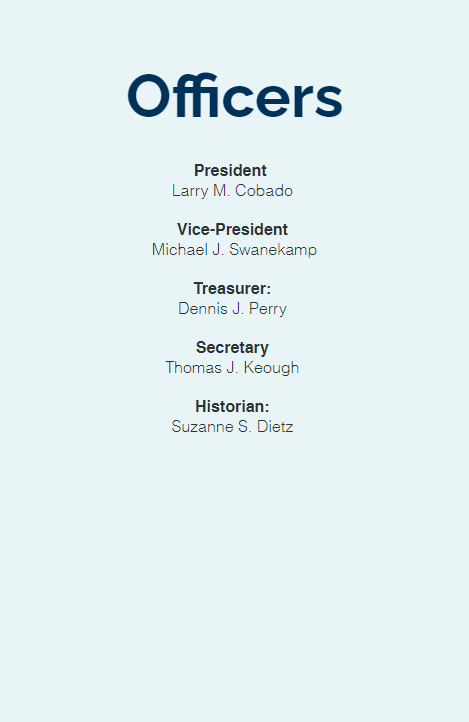 Officers
President
Larry M. Cobado
Vice-President
Michael J. Swanekamp
Treasurer:
Dennis J. Perry
Secretary
Thomas J. Keough
Historian:
Suzanne S. Dietz